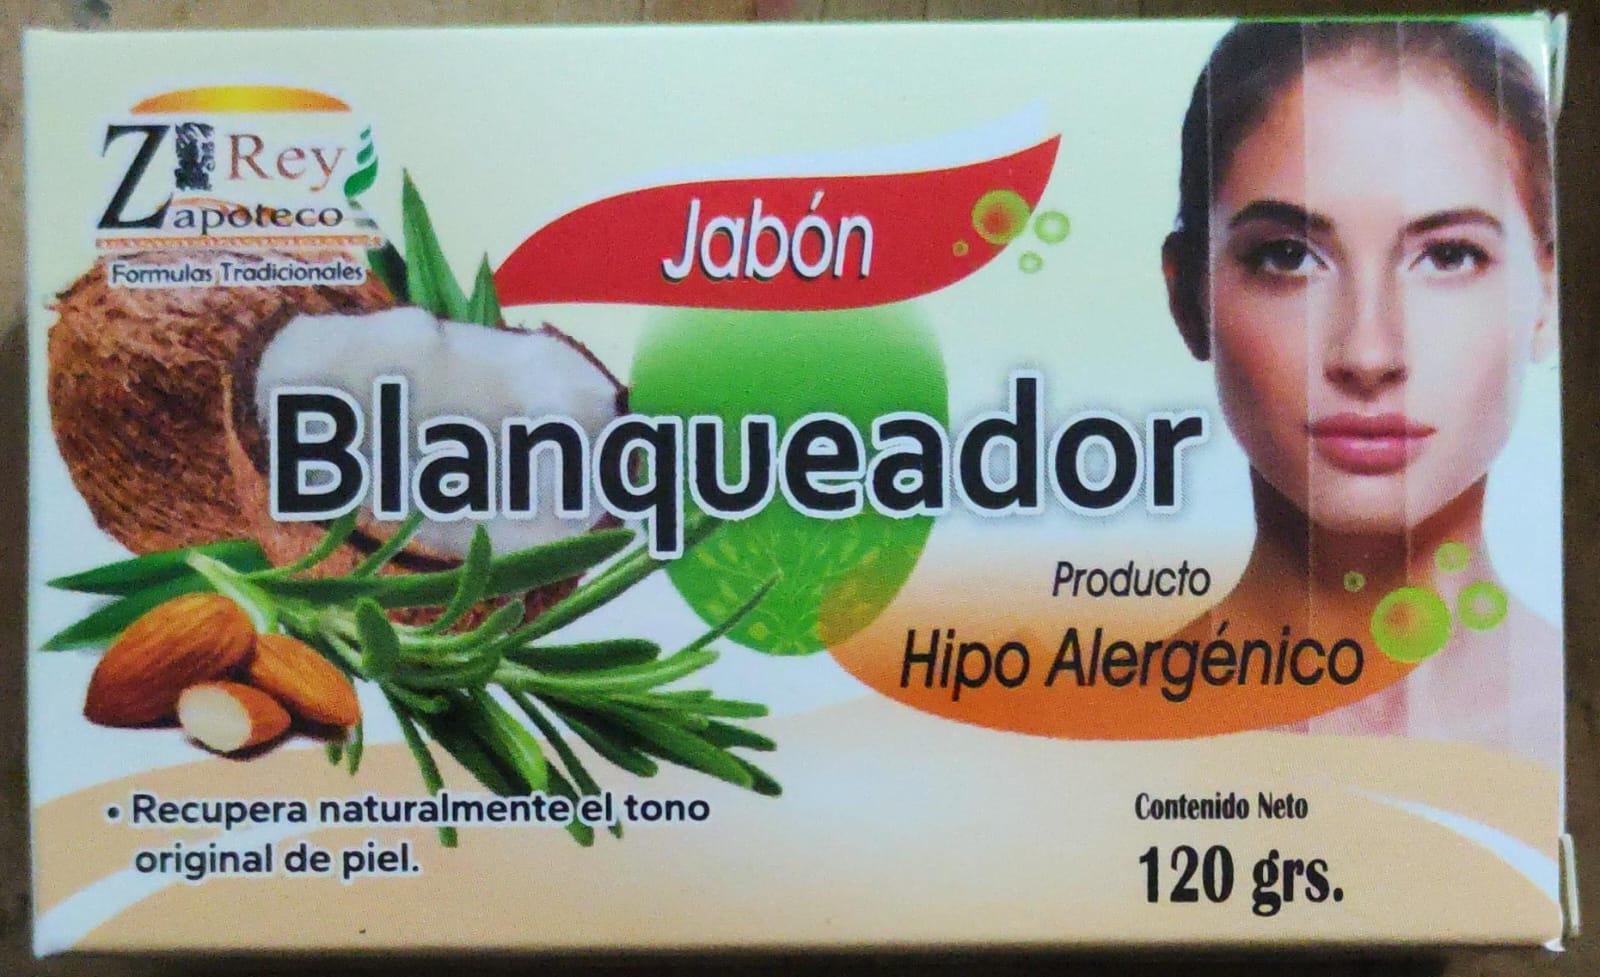 Z Rey
Zapoteco
Formulas Tradicionales
Jabón
Blanqueador
Producto
Hipo Alergénico
• Recupera naturalmente el tono
original de piel.
Contenido Neto
120 grs.